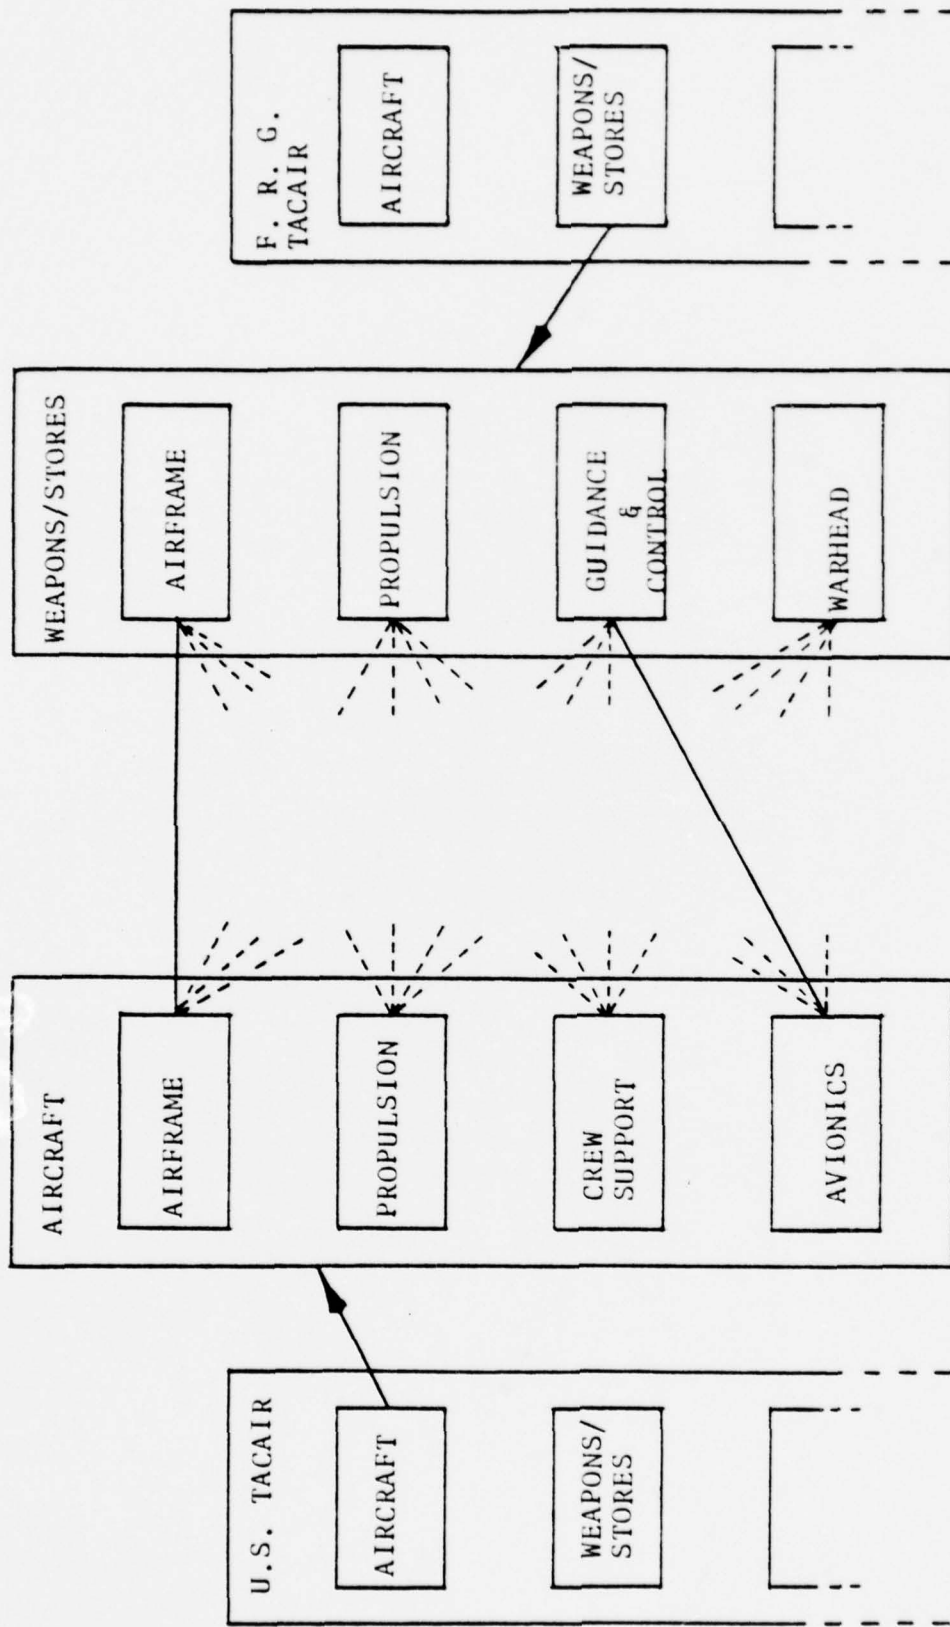 U.S. TACAIR
AIRCRAFT
WEAPONS/
STORES
AIRCRAFT
AIRFRAME
PROPULSION
CREW
SUPPORT
AVIONICS
WEAPONS/STORES
AIRFRAME
PROPULSION
GUIDANCE
&
CONTROL
WARHEAD
F. R. G.
TACAIR
AIRCRAFT
WEAPONS/
STORES